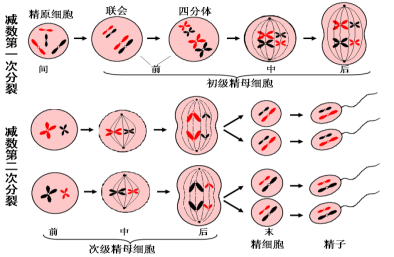 减数第一次分裂
精原细胞
联会
四分体
间
前
中
后
初级精母细胞
减数第二次分裂
前
中
后
末
次级精母细胞
精细胞
精子